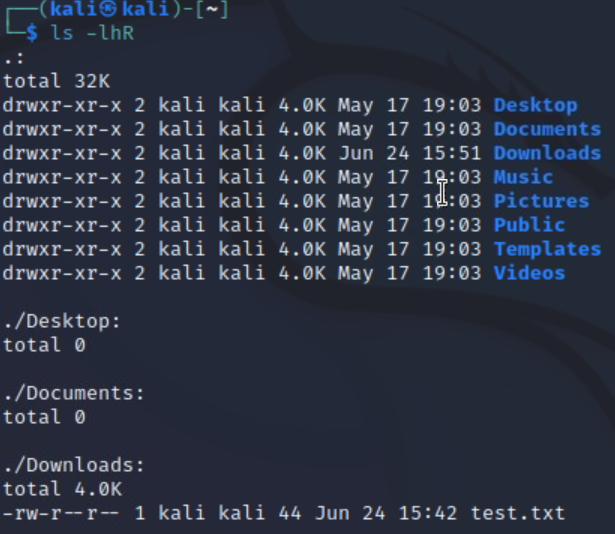 ┌──(kali㉿kali)-[~]
└─$ ls -lhR
.:
total 32K
drwxr-xr-x 2 kali kali 4.0K May 17 19:03 Desktop
drwxr-xr-x 2 kali kali 4.0K May 17 19:03 Documents
drwxr-xr-x 2 kali kali 4.0K Jun 24 15:51 Downloads
drwxr-xr-x 2 kali kali 4.0K May 17 19:03 Music
drwxr-xr-x 2 kali kali 4.0K May 17 19:03 Pictures
drwxr-xr-x 2 kali kali 4.0K May 17 19:03 Public
drwxr-xr-x 2 kali kali 4.0K May 17 19:03 Templates
drwxr-xr-x 2 kali kali 4.0K May 17 19:03 Videos
./Desktop:
total 0
./Documents:
total 0
./Downloads:
total 4.0K
-rw-r--r-- 1 kali kali 44 Jun 24 15:42 test.txt